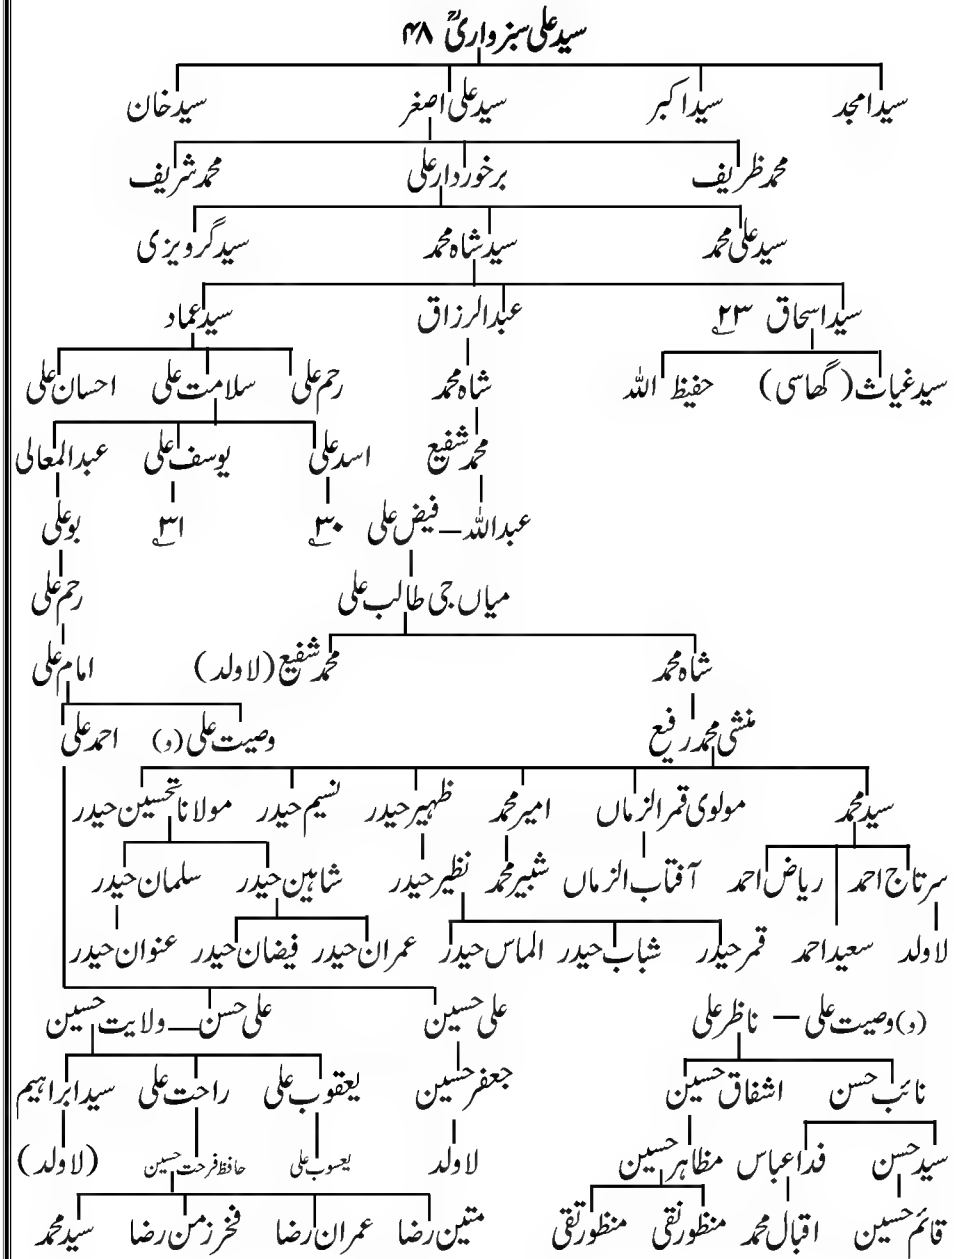 سید علی سبزواریؒ ۴۸
سید امجد سید اکبر سید علی اصغر سید خان
محمد ظریف برخوردار علی محمد شریف
سید علی محمد سید شاہ محمد سید گرویزی
سید اسحاق ۲۳ عبدالرزاق سید عماد
سید غیاث (گھاسی) حفیظ اللہ شاہ محمد رحم علی سلامت علی احسان علی
محمد شفیع اسد علی یوسف علی عبدالمعالی
عبداللہ — فیض علی ۳۰ ۳۱ بو علی
میاں جی طالب علی رحم علی
شاہ محمد محمد شفیع (لاولد) امام علی
منشی محمد رفیع وصیت علی (و) احمد علی
سید محمد مولوی قمر الزماں امیر محمد ظہیر حیدر نسیم حیدر مولانا تحسین حیدر
سرتاج احمد ریاض احمد آفتاب الزماں شبیر محمد نظیر حیدر شاہین حیدر سلمان حیدر
لاولد سعید احمد قمر حیدر شباب حیدر الماس حیدر عمران حیدر فیضان حیدر عنوان حیدر
(و) وصیت علی — ناظر علی علی حسین علی حسن — ولایت حسین
نائب حسن اشفاق حسین جعفر حسین یعقوب علی راحت علی سید ابراہیم
سید حسن فدا عباس مظاہر حسین لاولد یعسوب علی حافظ فرحت حسین (لاولد)
قائم حسین اقبال محمد منظور نقی منظور تقی متین رضا عمران رضا فخر زمن رضا سید محمد